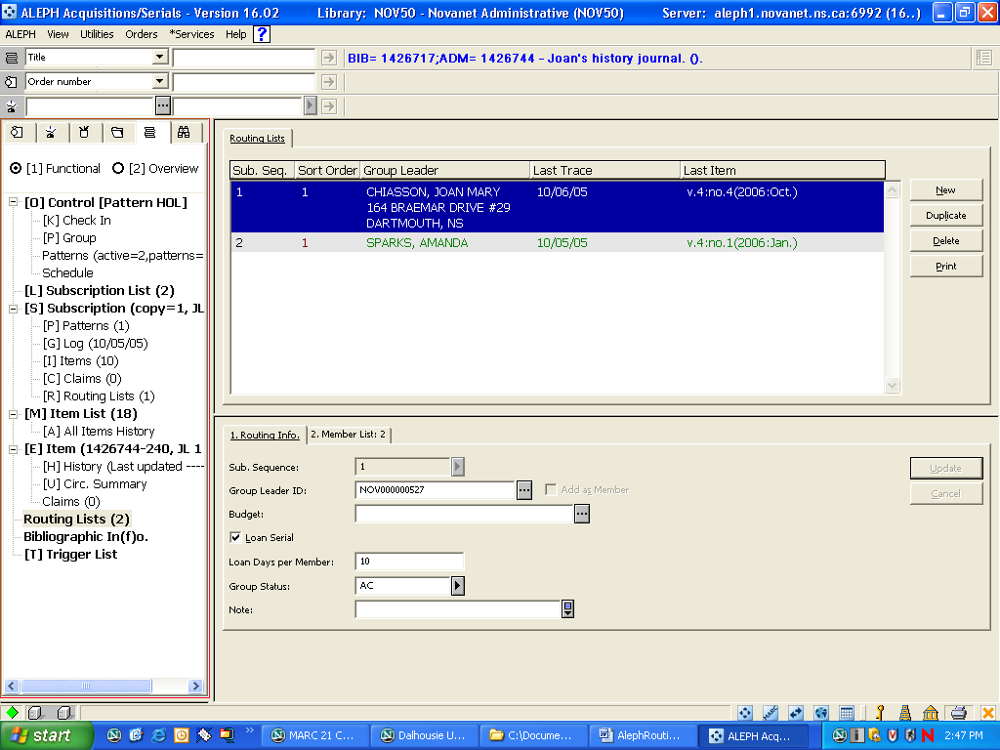 ALEPH Acquisitions/Serials - Version 16.02 Library: NOV50 - Novanet Administrative (NOV50) Server: aleph1.novanet.ns.ca:6992 (16..)
ALEPH View Utilities Orders *Services Help ?
Title
BIB= 1426717;ADM= 1426744 - Joan's history journal. ().
Order number
[1] Functional [2] Overview
[O] Control [Pattern HOL]
[K] Check In
[P] Group
Patterns (active=2,patterns=
Schedule
[L] Subscription List (2)
[S] Subscription (copy=1, JL
[P] Patterns (1)
[G] Log (10/05/05)
[I] Items (10)
[C] Claims (0)
[R] Routing Lists (1)
[M] Item List (18)
[A] All Items History
[E] Item (1426744-240, JL 1
[H] History (Last updated ----
[U] Circ. Summary
Claims (0)
Routing Lists (2)
Bibliographic In(f)o.
[T] Trigger List
Routing Lists
Sub. Seq. Sort Order Group Leader Last Trace Last Item
1 1 CHIASSON, JOAN MARY 10/06/05 v.4:no.4(2006:Oct.)
164 BRAEMAR DRIVE #29
DARTMOUTH, NS
2 1 SPARKS, AMANDA 10/05/05 v.4:no.1(2006:Jan.)
New
Duplicate
Delete
Print
1. Routing Info. 2. Member List: 2
Sub. Sequence: 1
Group Leader ID: NOV000000527 ... Add as Member
Budget: ...
Loan Serial
Loan Days per Member: 10
Group Status: AC
Note:
Update
Cancel
start MARC 21 C... Dalhousie U... C:\Docume... AlephRouti... ALEPH Acq... 2:47 PM